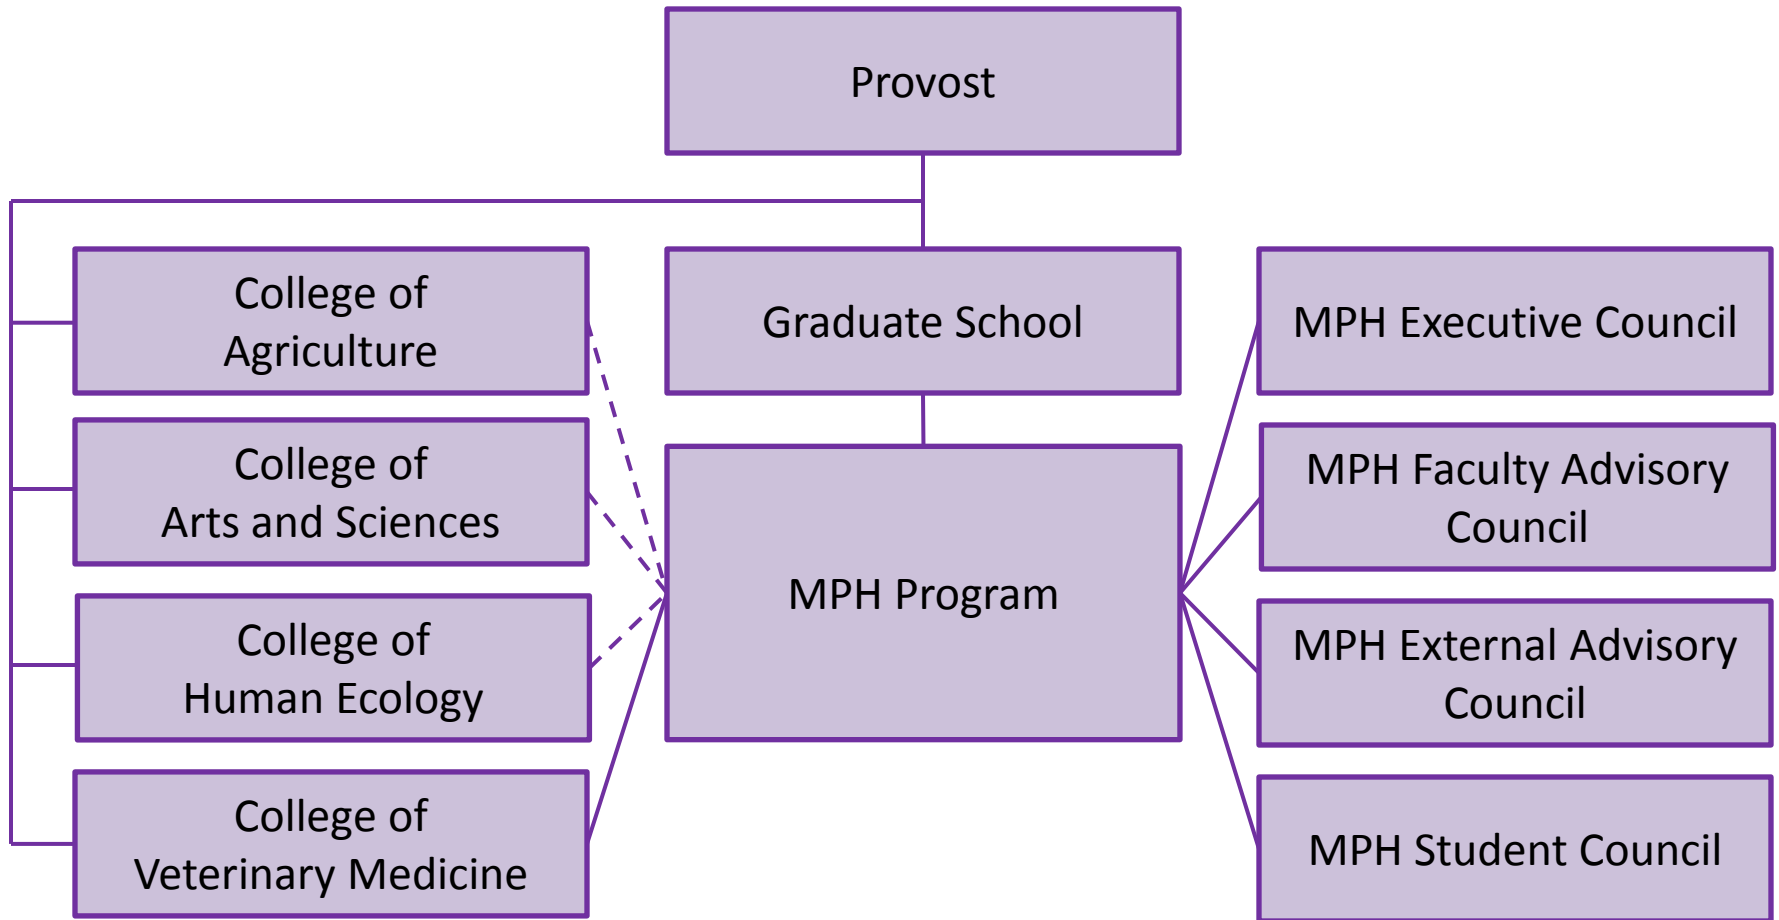 Provost
College of
Agriculture
Graduate School
MPH Executive Council
College of
Arts and Sciences
MPH Faculty Advisory
Council
MPH Program
College of
Human Ecology
MPH External Advisory
Council
College of
Veterinary Medicine
MPH Student Council